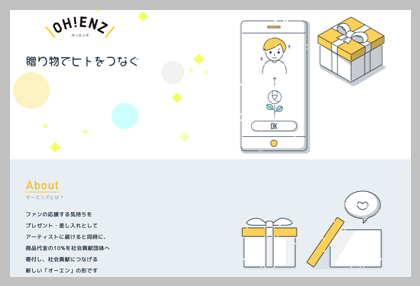 OH!ENZ
オーエンズ
贈り物でヒトをつなぐ
OK
About
オーエンズとは？
ファンの応援する気持ちを
プレゼント・差し入れとして
アーティストに届けると同時に、
商品代金の10%を社会貢献団体へ
寄付し、社会貢献につなげる
新しい「オーエン」の形です